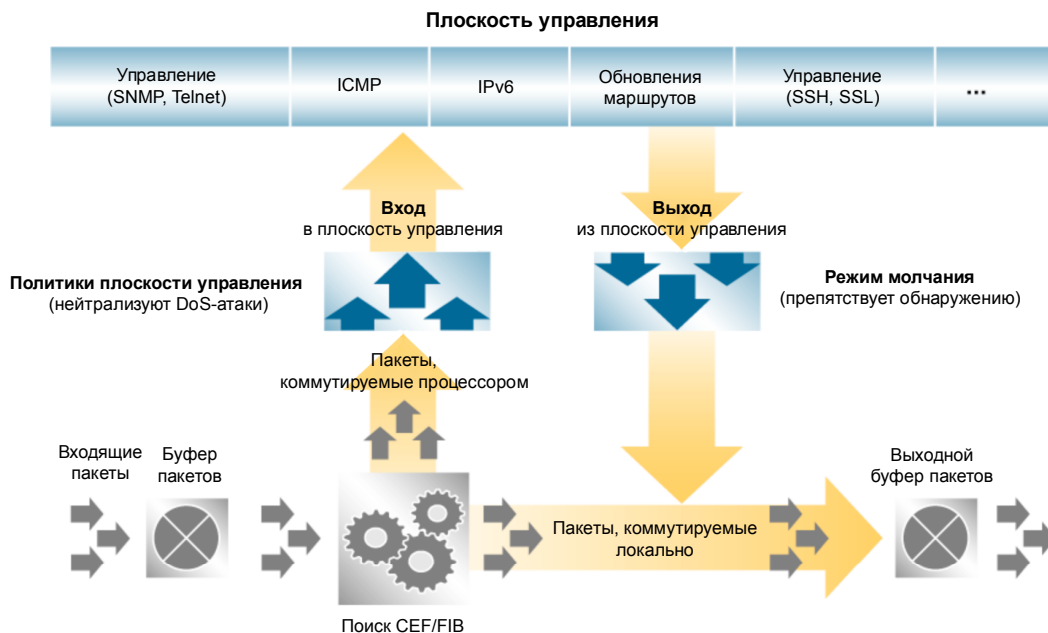 Плоскость управления
Управление
(SNMP, Telnet)
ICMP
IPv6
Обновления
маршрутов
Управление
(SSH, SSL)
...
Вход
в плоскость управления
Выход
из плоскости управления
Политики плоскости управления
(нейтрализуют DoS-атаки)
Режим молчания
(препятствует обнаружению)
Пакеты,
коммутируемые процессором
Входящие
пакеты
Буфер
пакетов
Выходной
буфер пакетов
Пакеты, коммутируемые
локально
Поиск CEF/FIB